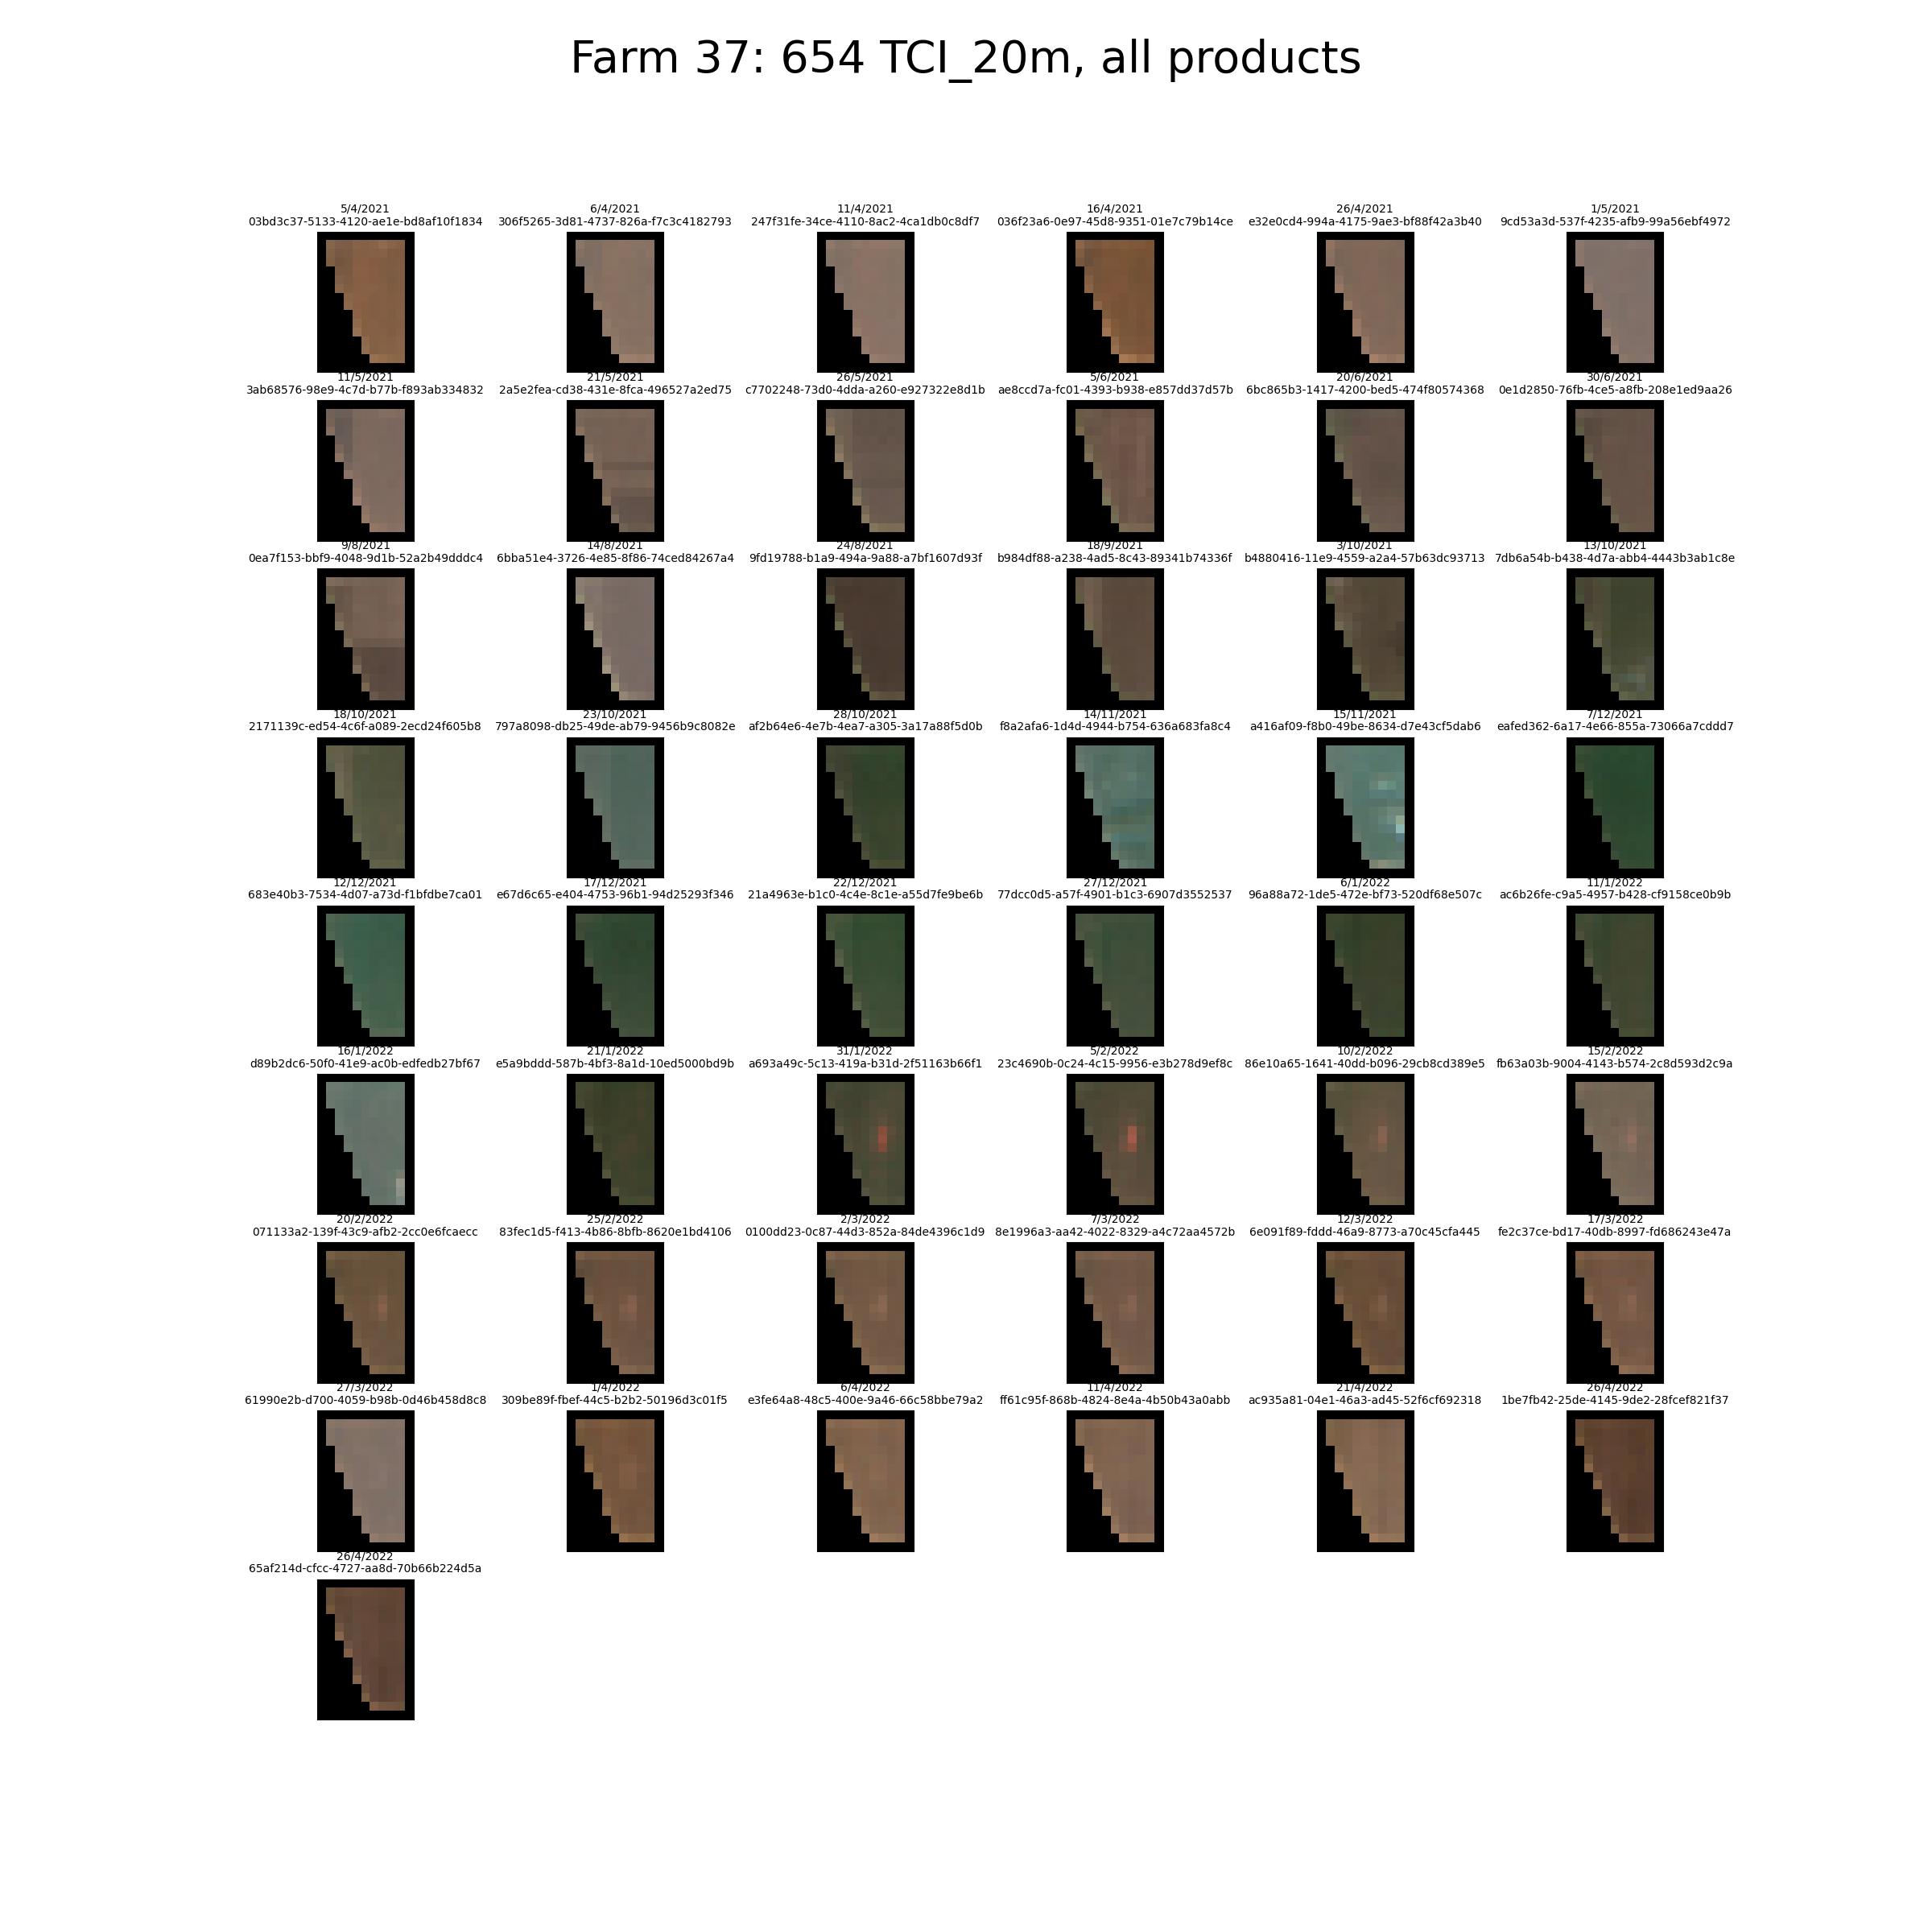 Farm 37: 654 TCI_20m, all products
5/4/2021 6/4/2021 11/4/2021 16/4/2021 26/4/2021 1/5/2021
03bd3c37-5133-4120-ae1e-bd8af10f1834 306f5265-3d81-4737-826a-f7c3c4182793 247f31fe-34ce-4110-8ac2-4ca1db0c8df7 036f23a6-0e97-45d8-9351-01e7c79b14ce e32e0cd4-994a-4175-9ae3-bf88f42a3b40 9cd53a3d-537f-4235-afb9-99a56ebf4972
11/5/2021 21/5/2021 26/5/2021 5/6/2021 20/6/2021 30/6/2021
3ab68576-98e9-4c7d-b77b-f893ab334832 2a5e2fea-cd38-431e-8fca-496527a2ed75 c7702248-73d0-4dda-a260-e927322e8d1b ae8ccd7a-fc01-4393-b938-e857dd37d57b 6bc865b3-1417-4200-bed5-474f80574368 0e1d2850-76fb-4ce5-a8fb-208e1ed9aa26
9/8/2021 14/8/2021 24/8/2021 18/9/2021 3/10/2021 13/10/2021
0ea7f153-bbf9-4048-9d1b-52a2b49dddc4 6bba51e4-3726-4e85-8f86-74ced84267a4 9fd19788-b1a9-494a-9a88-a7bf1607d93f b984df88-a238-4ad5-8c43-89341b74336f b4880416-11e9-4559-a2a4-57b63dc93713 7db6a54b-b438-4d7a-abb4-4443b3ab1c8e
18/10/2021 23/10/2021 28/10/2021 14/11/2021 15/11/2021 7/12/2021
2171139c-ed54-4c6f-a089-2ecd24f605b8 797a8098-db25-49de-ab79-9456b9c8082e af2b64e6-4e7b-4ea7-a305-3a17a88f5d0b f8a2afa6-1d4d-4944-b754-636a683fa8c4 a416af09-f8b0-49be-8634-d7e43cf5dab6 eafed362-6a17-4e66-855a-73066a7cddd7
12/12/2021 17/12/2021 22/12/2021 27/12/2021 6/1/2022 11/1/2022
683e40b3-7534-4d07-a73d-f1bfdbe7ca01 e67d6c65-e404-4753-96b1-94d25293f346 21a4963e-b1c0-4c4e-8c1e-a55d7fe9be6b 77dcc0d5-a57f-4901-b1c3-6907d3552537 96a88a72-1de5-472e-bf73-520df68e507c ac6b26fe-c9a5-4957-b428-cf9158ce0b9b
16/1/2022 21/1/2022 31/1/2022 5/2/2022 10/2/2022 15/2/2022
d89b2dc6-50f0-41e9-ac0b-edfedb27bf67 e5a9bddd-587b-4bf3-8a1d-10ed5000bd9b a693a49c-5c13-419a-b31d-2f51163b66f1 23c4690b-0c24-4c15-9956-e3b278d9ef8c 86e10a65-1641-40dd-b096-29cb8cd389e5 fb63a03b-9004-4143-b574-2c8d593d2c9a
20/2/2022 25/2/2022 2/3/2022 7/3/2022 12/3/2022 17/3/2022
071133a2-139f-43c9-afb2-2cc0e6fcaecc 83fec1d5-f413-4b86-8bfb-8620e1bd4106 0100dd23-0c87-44d3-852a-84de4396c1d9 8e1996a3-aa42-4022-8329-a4c72aa4572b 6e091f89-fddd-46a9-8773-a70c45cfa445 fe2c37ce-bd17-40db-8997-fd686243e47a
27/3/2022 1/4/2022 6/4/2022 11/4/2022 21/4/2022 26/4/2022
61990e2b-d700-4059-b98b-0d46b458d8c8 309be89f-fbef-44c5-b2b2-50196d3c01f5 e3fe64a8-48c5-400e-9a46-66c58bbe79a2 ff61c95f-868b-4824-8e4a-4b50b43a0abb ac935a81-04e1-46a3-ad45-52f6cf692318 1be7fb42-25de-4145-9de2-28fcef821f37
26/4/2022
65af214d-cfcc-4727-aa8d-70b66b224d5a